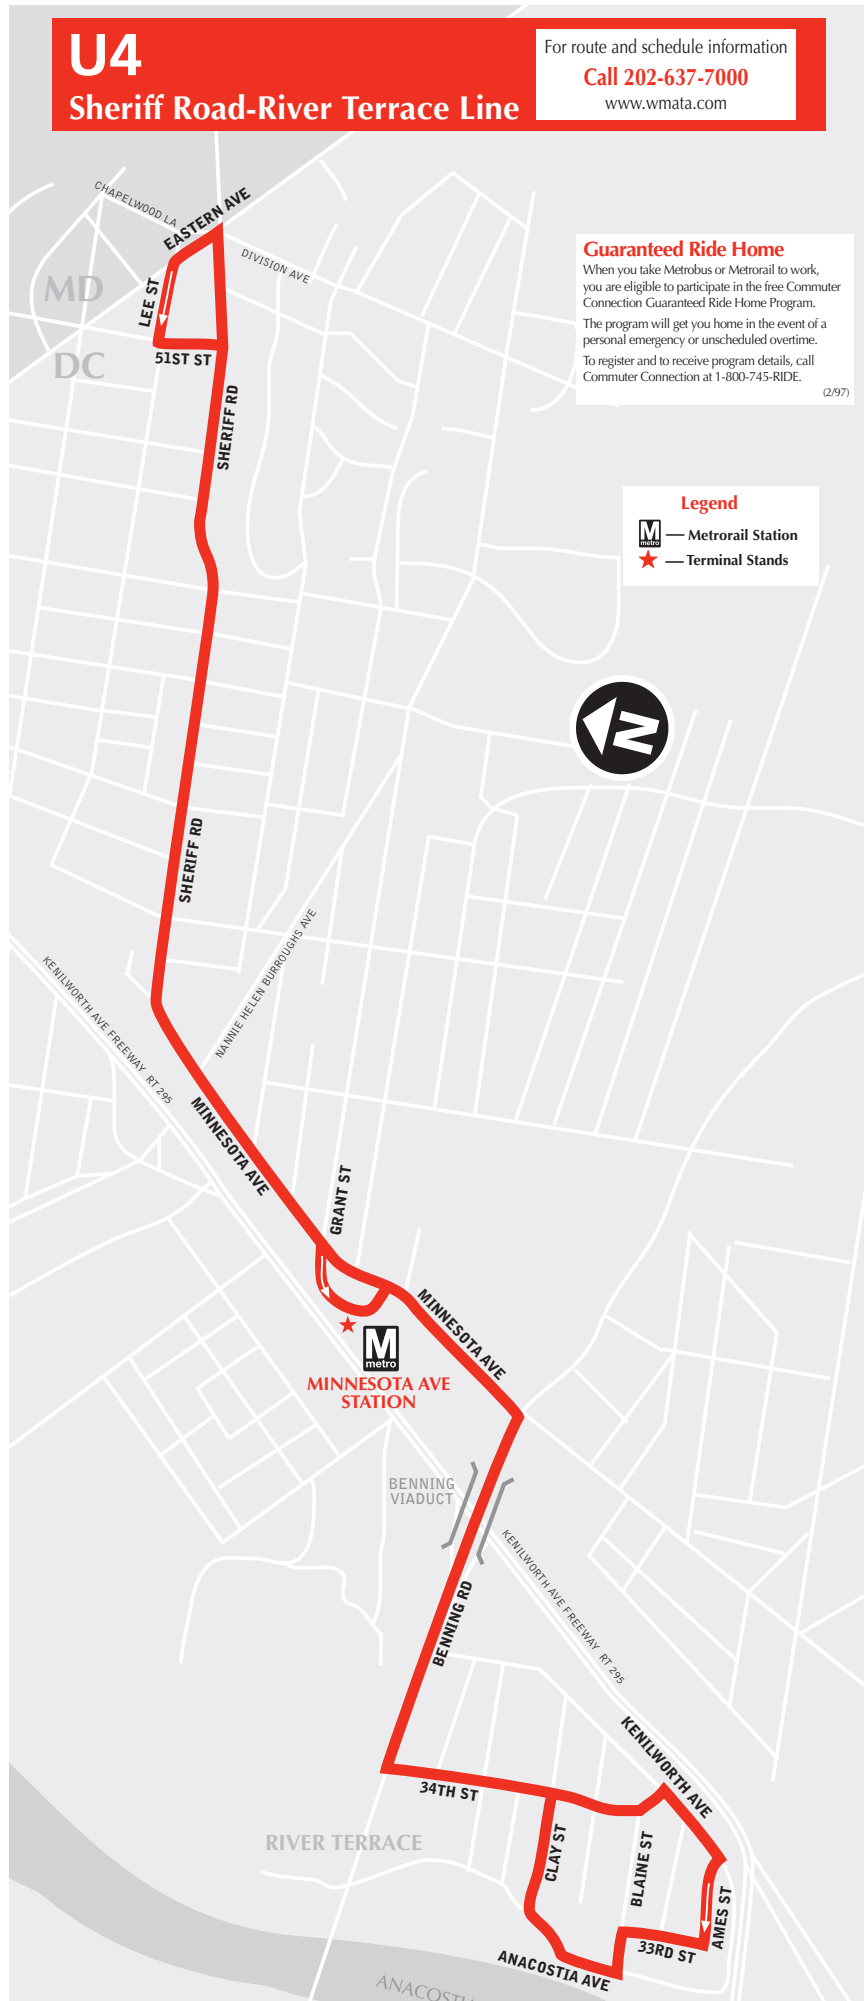 U4
Sheriff Road-River Terrace Line
For route and schedule information
Call 202-637-7000
www.wmata.com
CHAPELWOOD LA
EASTERN AVE
DIVISION AVE
MD
LEE ST
DC
51ST ST
SHERIFF RD
Guaranteed Ride Home
When you take Metrobus or Metrorail to work,
you are eligible to participate in the free Commuter
Connection Guaranteed Ride Home Program.
The program will get you home in the event of a
personal emergency or unscheduled overtime.
To register and to receive program details, call
Commuter Connection at 1-800-745-RIDE.
(2/97)
Legend
M
metro
— Metrorail Station
— Terminal Stands
N
SHERIFF RD
NANNIE HELEN BURROUGHS AVE
KENILWORTH AVE FREEWAY RT 295
MINNESOTA AVE
GRANT ST
MINNESOTA AVE
M
metro
MINNESOTA AVE
STATION
BENNING
VIADUCT
KENILWORTH AVE FREEWAY RT 295
BENNING RD
KENILWORTH AVE
34TH ST
RIVER TERRACE
CLAY ST
BLAINE ST
AMES ST
33RD ST
ANACOSTIA AVE